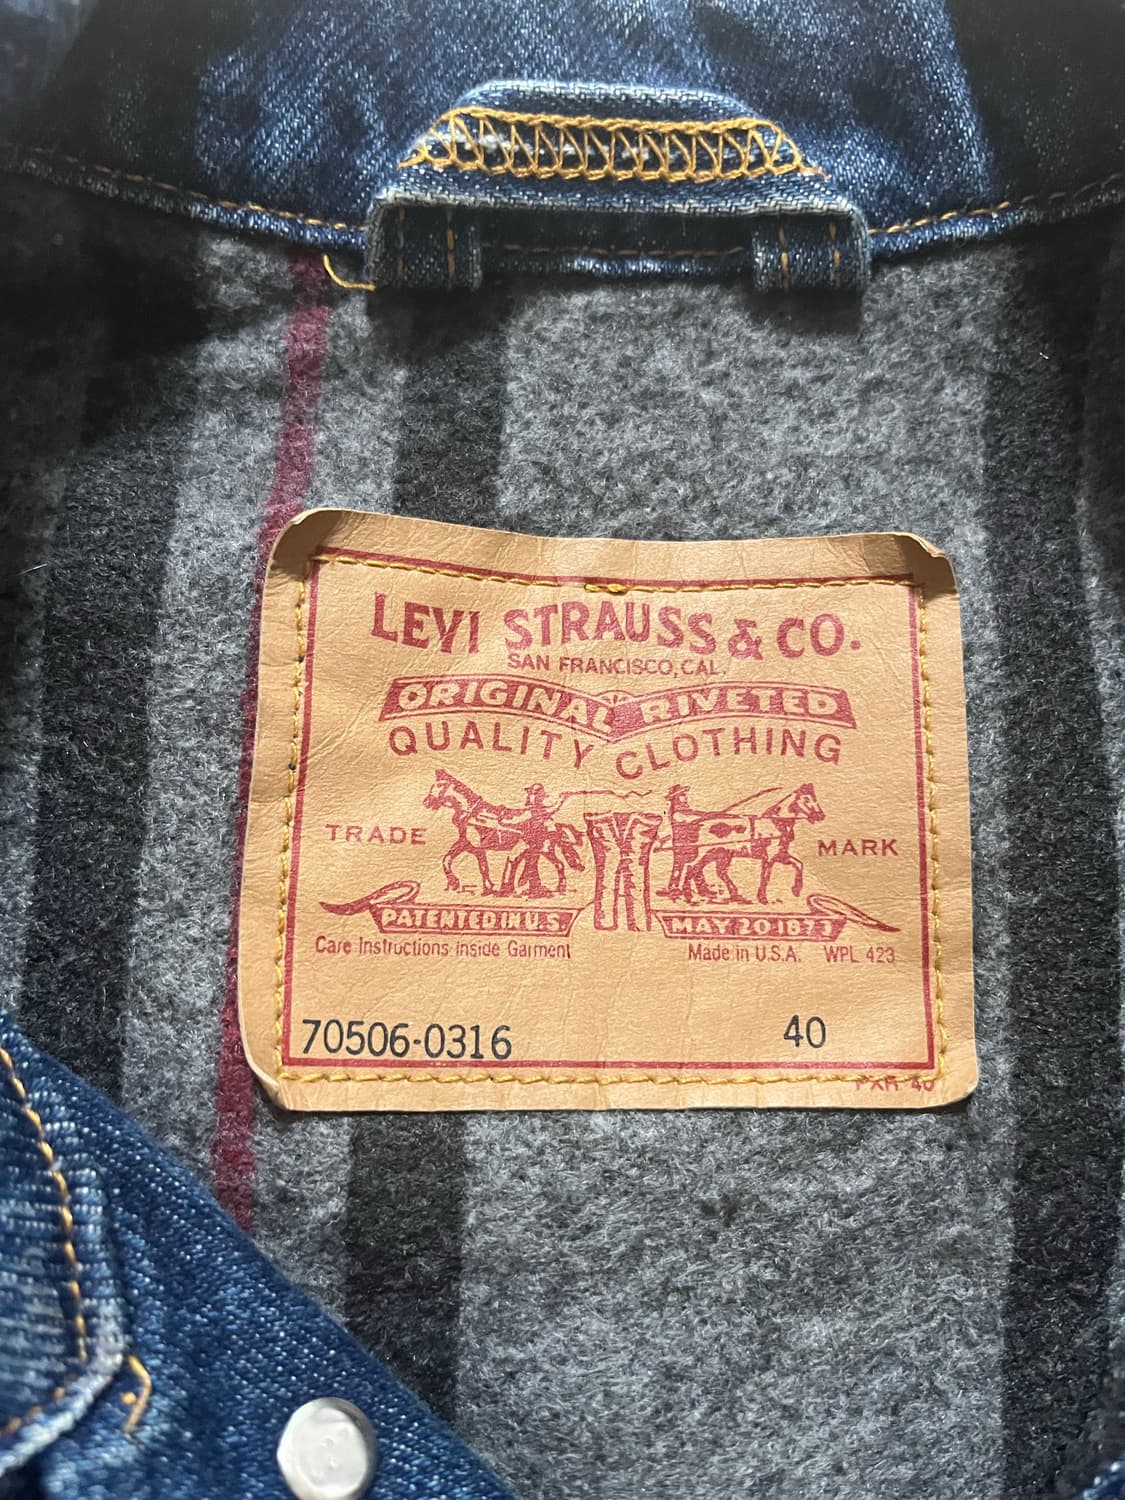 LEVI STRAUSS & CO.
SAN FRANCISCO, CAL.
ORIGINAL RIVETED
QUALITY CLOTHING
TRADE MARK
PATENTED IN U.S. MAY 20 1873
Care Instructions Inside Garment Made in U.S.A. WPL 423
70506-0316 40